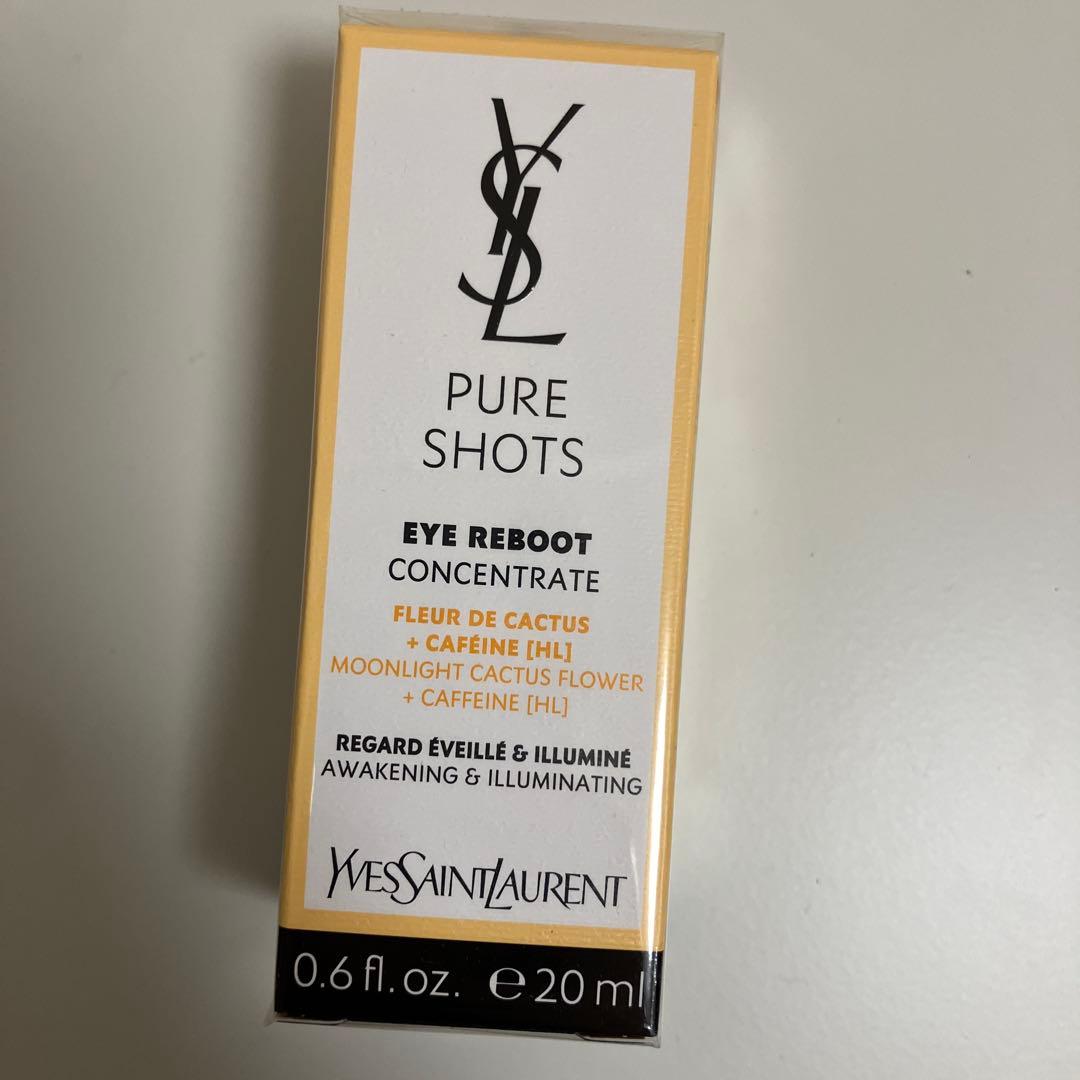 YSL
PURE
SHOTS
EYE REBOOT
CONCENTRATE
FLEUR DE CACTUS
+ CAFÉINE [HL]
MOONLIGHT CACTUS FLOWER
+ CAFFEINE [HL]
REGARD ÉVEILLÉ & ILLUMINÉ
AWAKENING & ILLUMINATING
YVESSAINTLAURENT
0.6 fl.oz. ℮ 20 ml